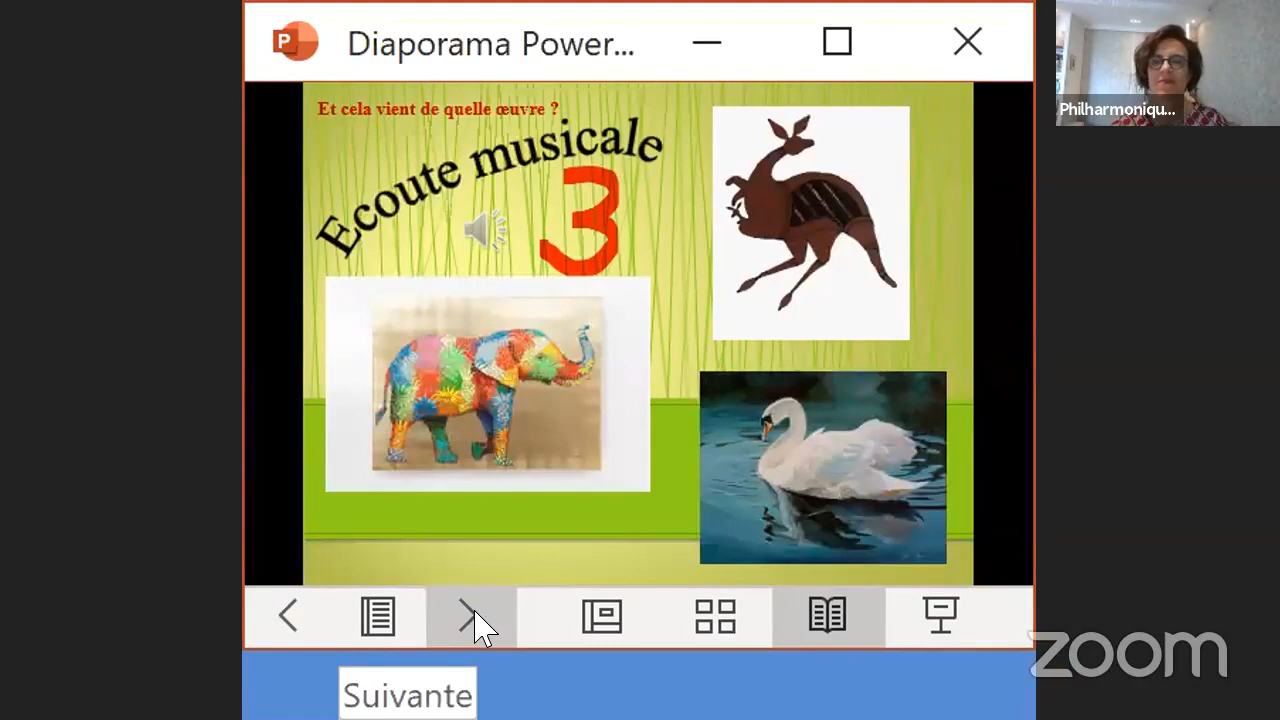 Diaporama Power...
Philharmoniqu...
Et cela vient de quelle œuvre ?
Ecoute musicale
3
Suivante
zoom